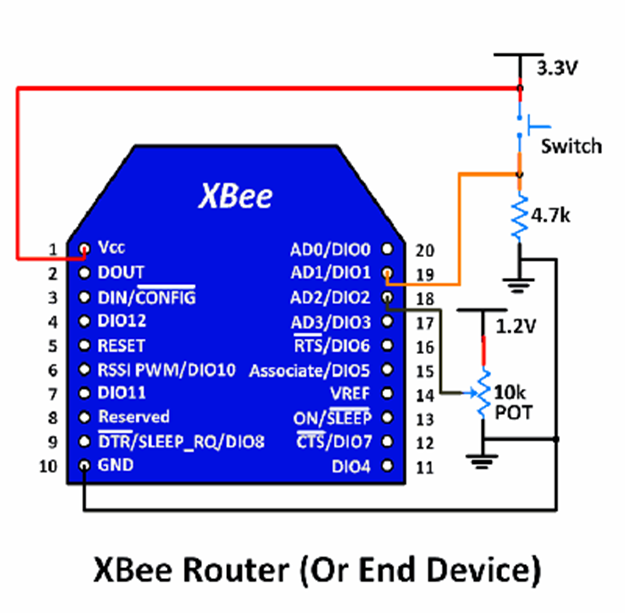 3.3V
Switch
XBee
4.7k
1 Vcc AD0/DIO0 20
2 DOUT AD1/DIO1 19
3 DIN/CONFIG AD2/DIO2 18
4 DIO12 AD3/DIO3 17
1.2V
5 RESET RTS/DIO6 16
6 RSSI PWM/DIO10 Associate/DIO5 15
7 DIO11 VREF 14
10k
POT
8 Reserved ON/SLEEP 13
9 DTR/SLEEP_RQ/DIO8 CTS/DIO7 12
10 GND DIO4 11
XBee Router (Or End Device)